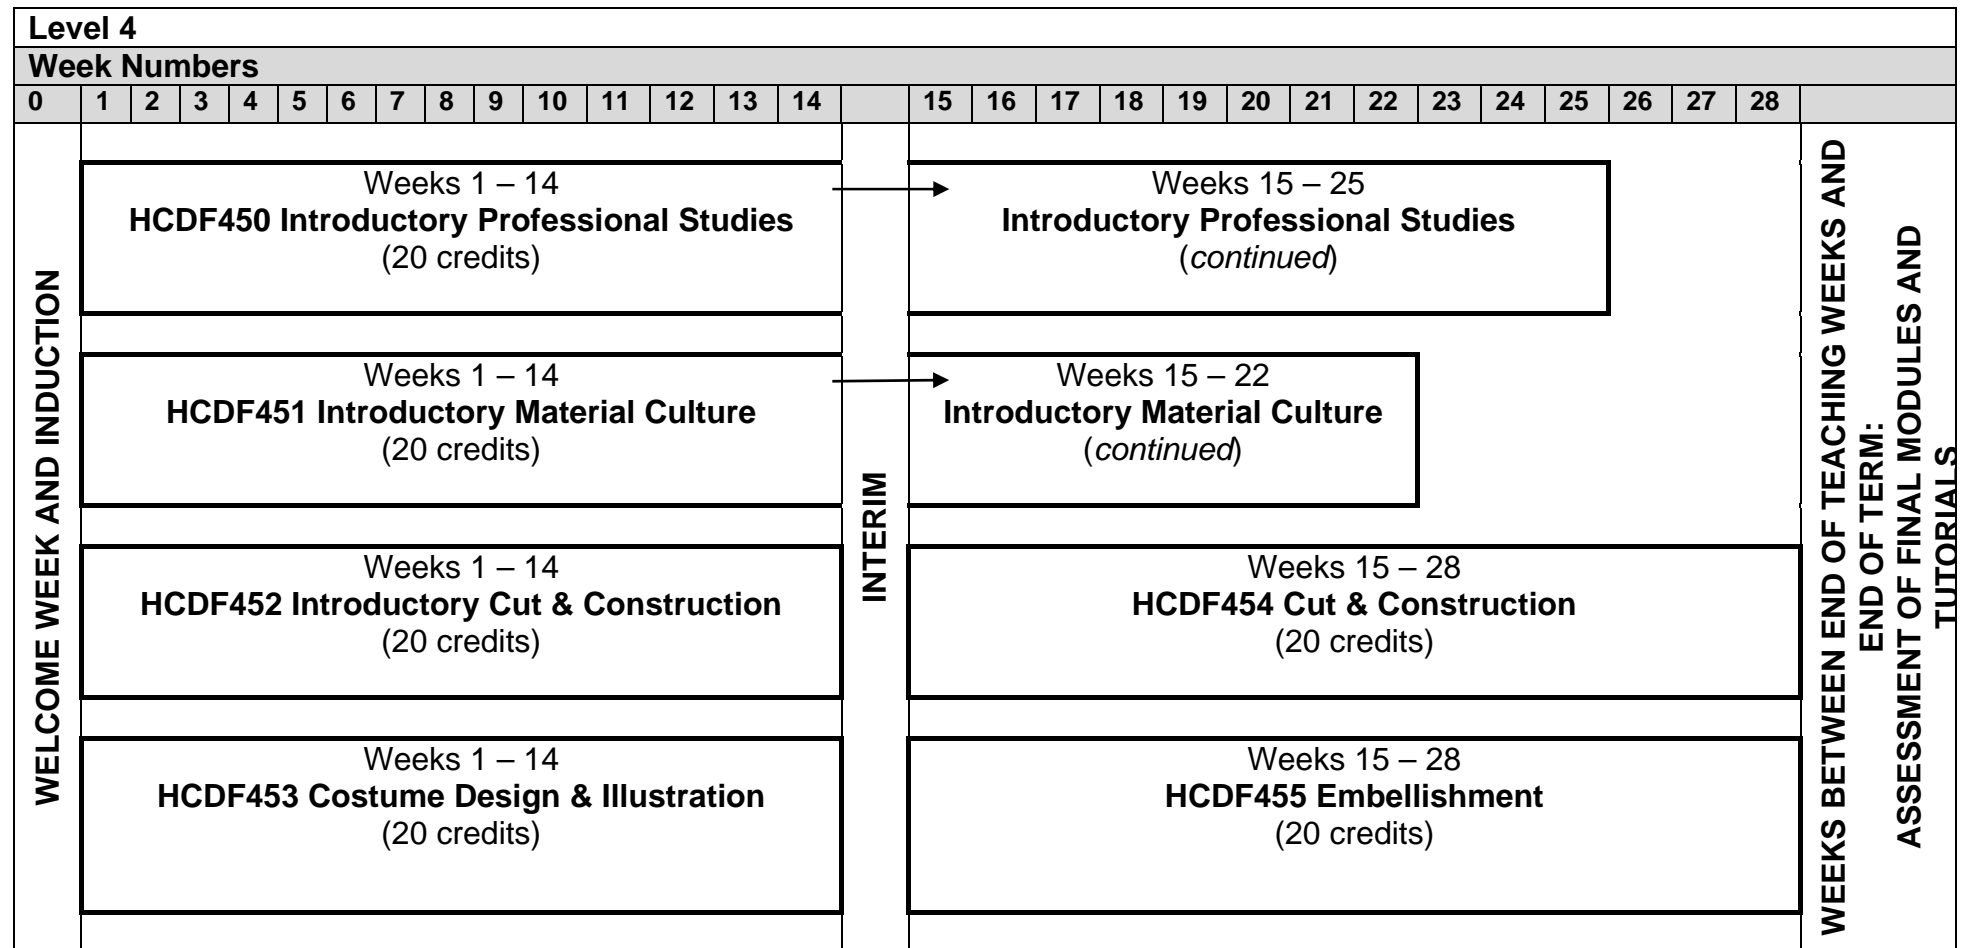 Level 4
Week Numbers
0 1 2 3 4 5 6 7 8 9 10 11 12 13 14 15 16 17 18 19 20 21 22 23 24 25 26 27 28
WELCOME WEEK AND INDUCTION
Weeks 1 – 14
HCDF450 Introductory Professional Studies
(20 credits)
Weeks 1 – 14
HCDF451 Introductory Material Culture
(20 credits)
Weeks 1 – 14
HCDF452 Introductory Cut & Construction
(20 credits)
Weeks 1 – 14
HCDF453 Costume Design & Illustration
(20 credits)
INTERIM
Weeks 15 – 25
Introductory Professional Studies
(continued)
Weeks 15 – 22
Introductory Material Culture
(continued)
Weeks 15 – 28
HCDF454 Cut & Construction
(20 credits)
Weeks 15 – 28
HCDF455 Embellishment
(20 credits)
WEEKS BETWEEN END OF TEACHING WEEKS AND
END OF TERM:
ASSESSMENT OF FINAL MODULES AND
TUTORIALS